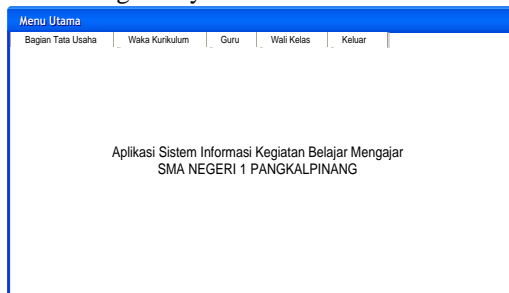 Menu Utama
Bagian Tata Usaha Waka Kurikulum Guru Wali Kelas Keluar
Aplikasi Sistem Informasi Kegiatan Belajar Mengajar
SMA NEGERI 1 PANGKALPINANG